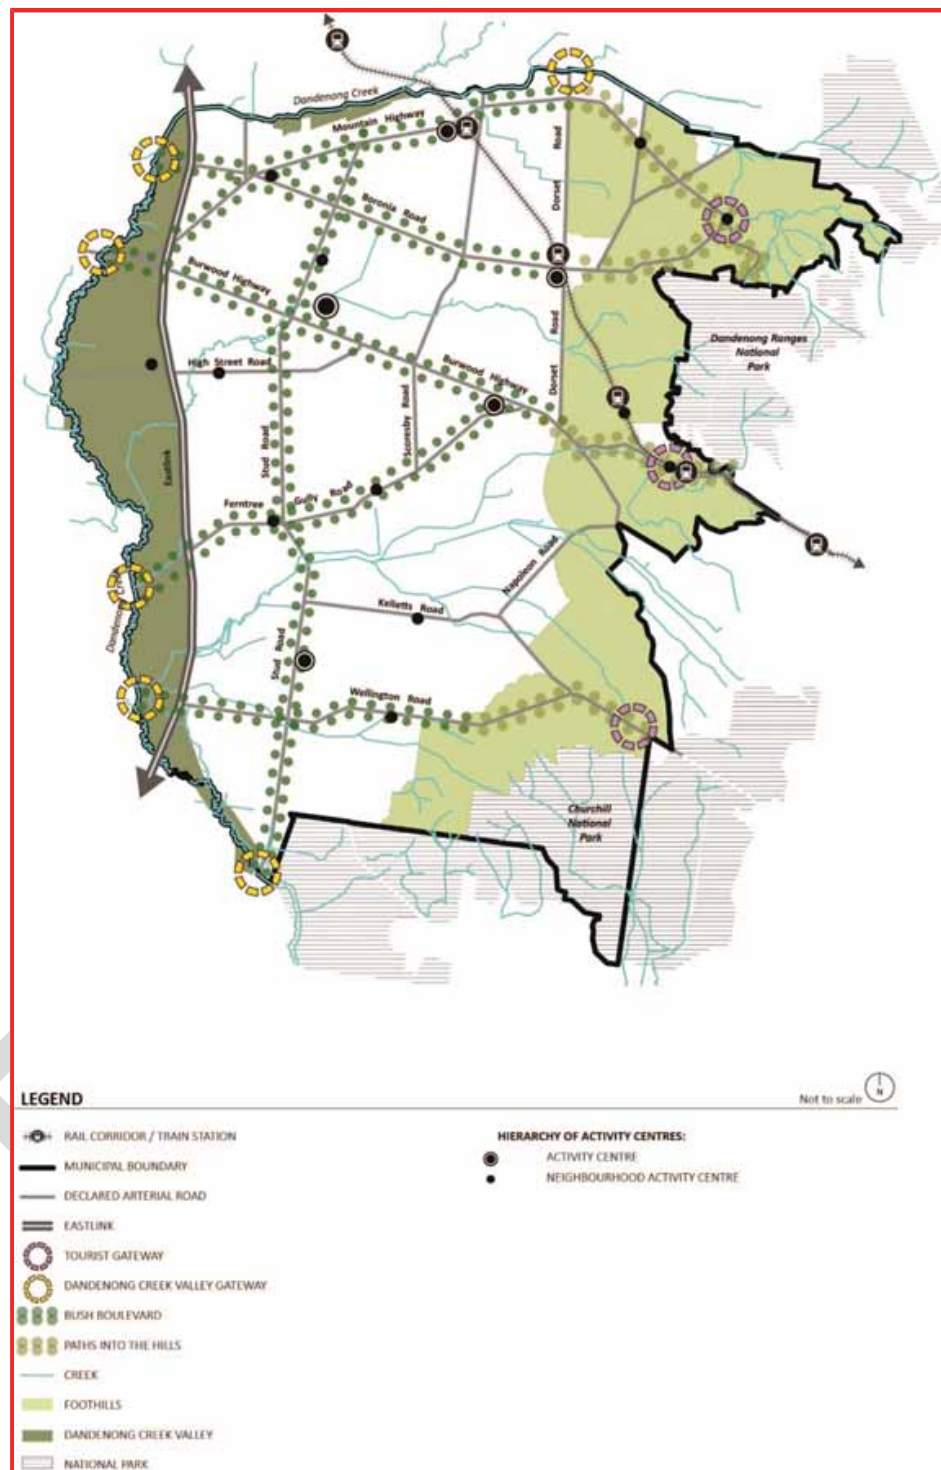 Dandenong Creek
Mountain Highway
Dorset Road
Boronia Road
Burwood Highway
Dandenong Ranges
National
Park
High Street Road
Burwood Highway
Dorset Road
Scoresby Road
Stud Road
Eastlink
Ferntree Gully Road
Napoleon Road
Dandenong Creek
Kelletts Road
Stud Road
Wellington Road
Churchill
National
Park
LEGEND
Not to scale
N
RAIL CORRIDOR / TRAIN STATION
MUNICIPAL BOUNDARY
DECLARED ARTERIAL ROAD
EASTLINK
TOURIST GATEWAY
DANDENONG CREEK VALLEY GATEWAY
BUSH BOULEVARD
PATHS INTO THE HILLS
CREEK
FOOTHILLS
DANDENONG CREEK VALLEY
NATIONAL PARK
HIERARCHY OF ACTIVITY CENTRES:
ACTIVITY CENTRE
NEIGHBOURHOOD ACTIVITY CENTRE